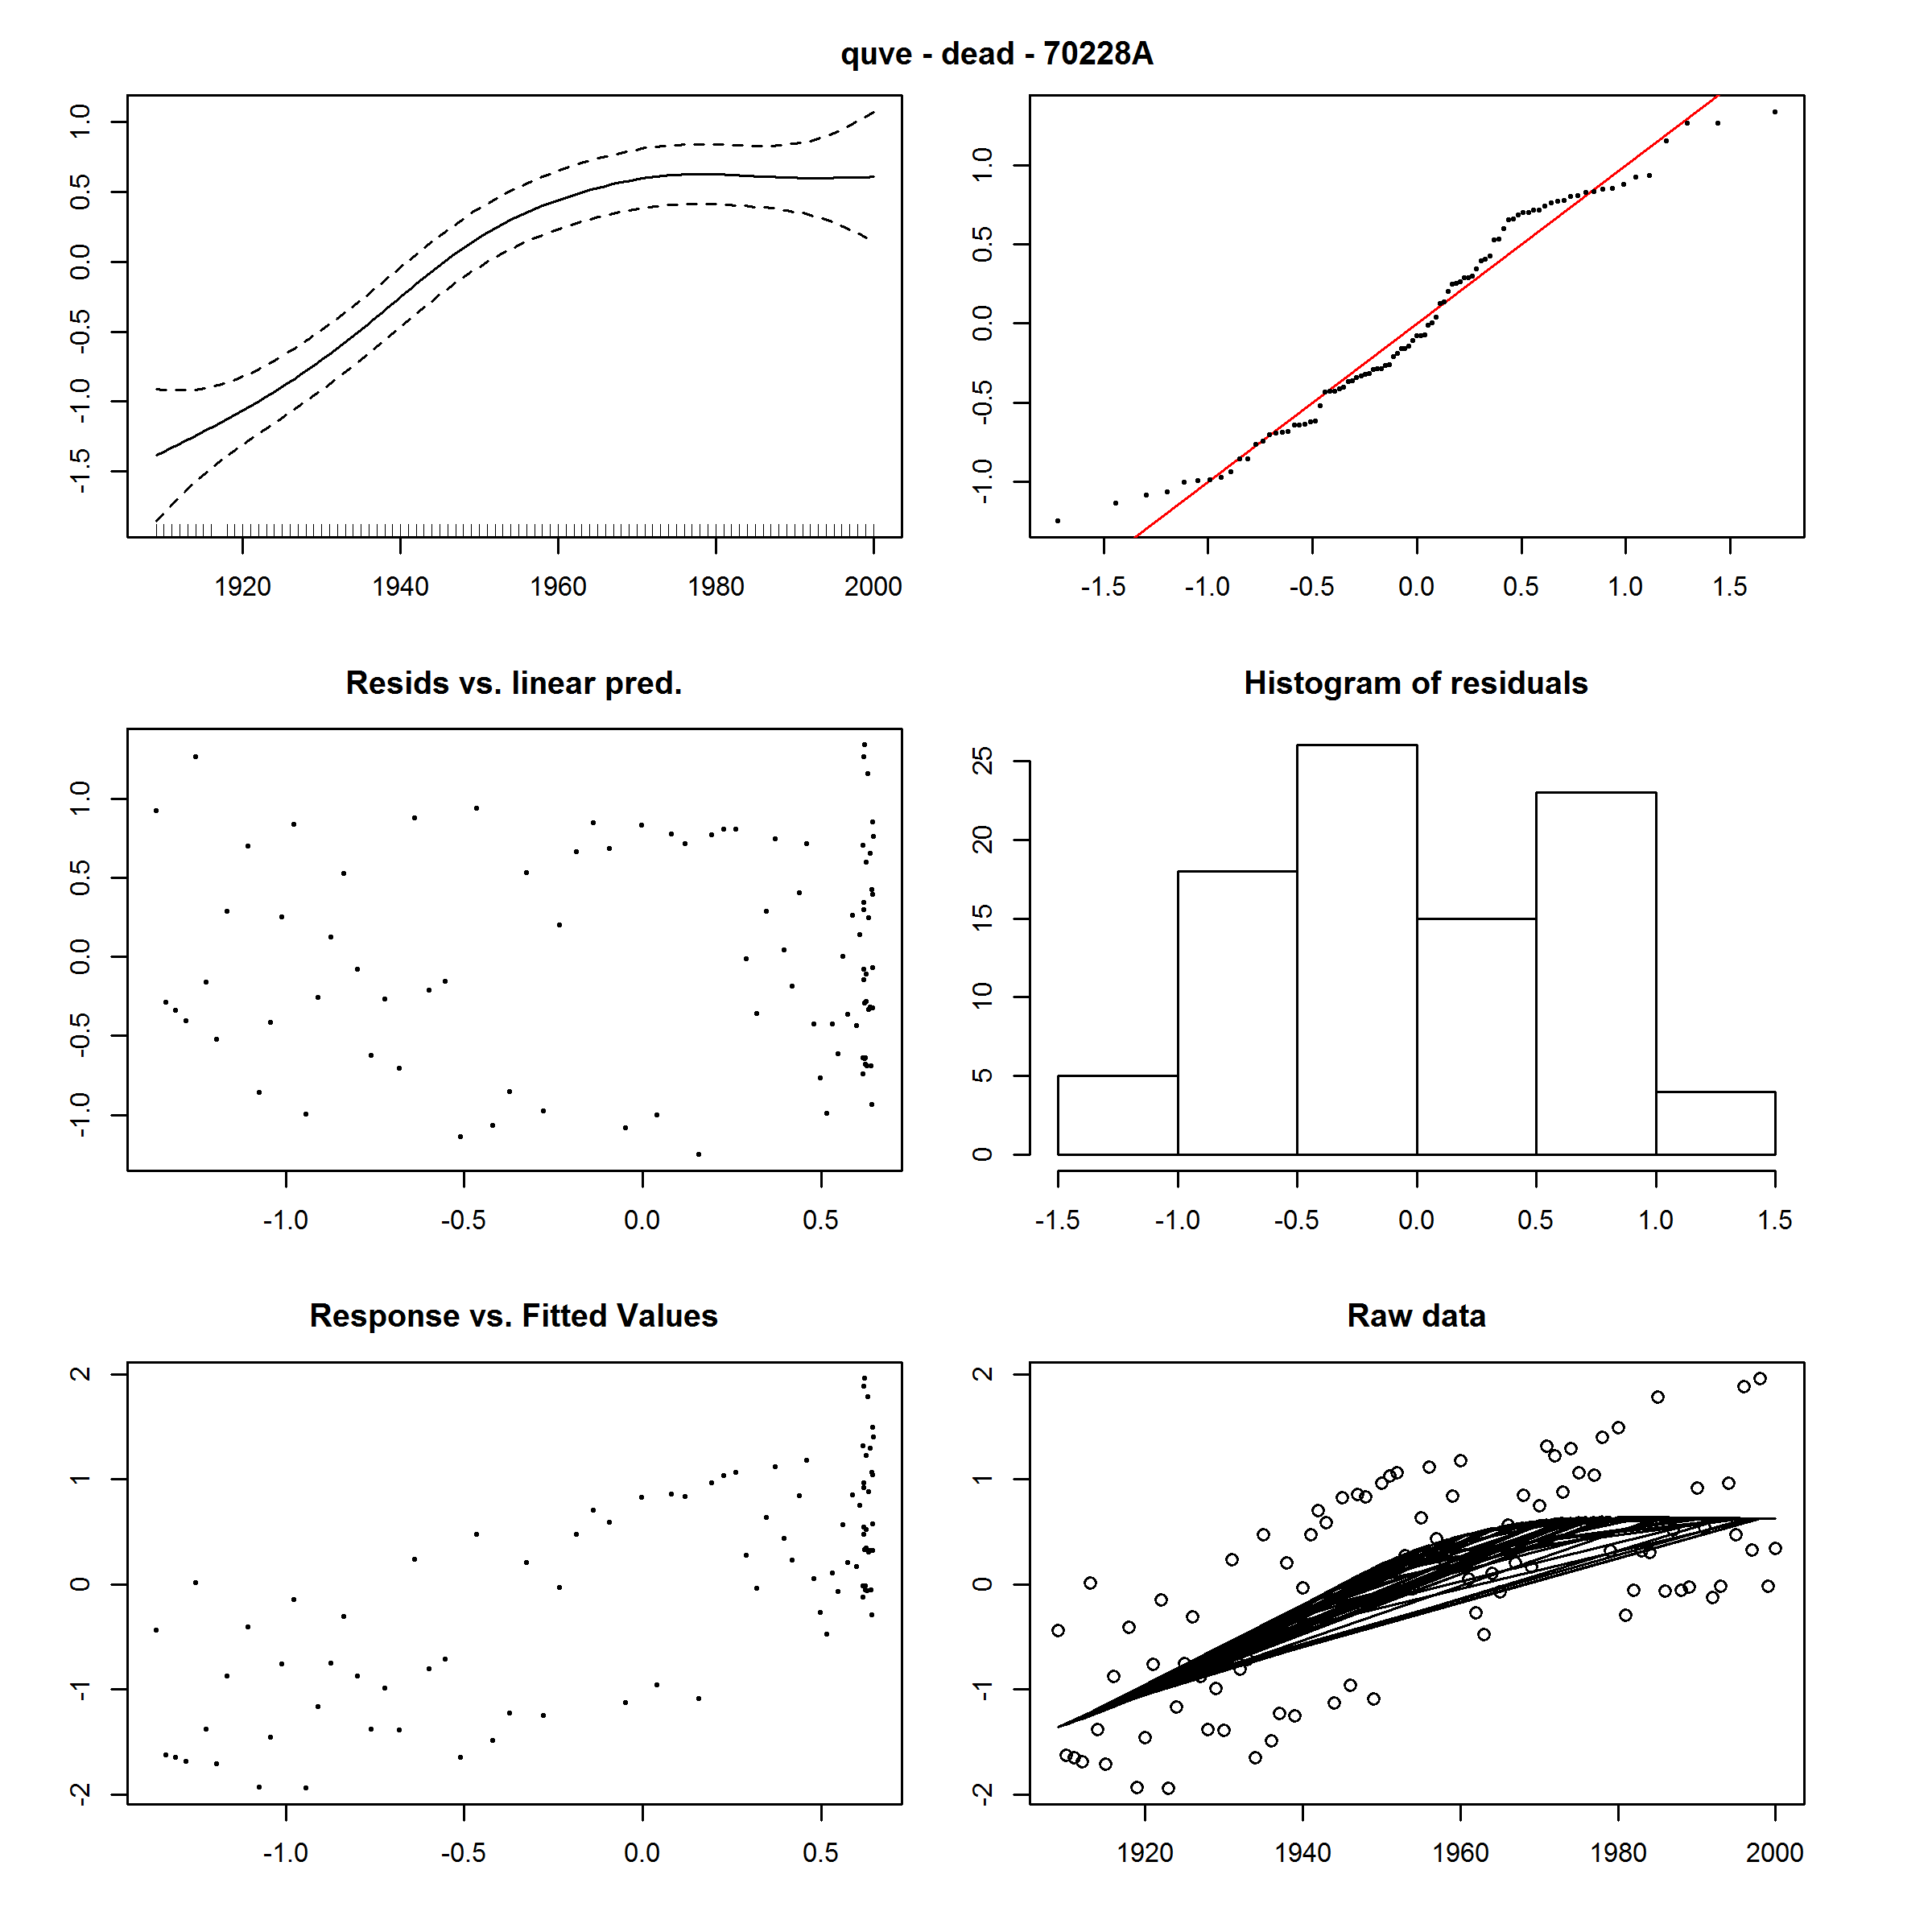 quve - dead - 70228A
1.0
0.5
0.0
-0.5
-1.0
-1.5
1920 1940 1960 1980 2000
1.0
0.5
0.0
-0.5
-1.0
-1.5 -1.0 -0.5 0.0 0.5 1.0 1.5
Resids vs. linear pred.
1.0
0.5
0.0
-0.5
-1.0
-1.0 -0.5 0.0 0.5
Histogram of residuals
25
20
15
10
5
0
-1.5 -1.0 -0.5 0.0 0.5 1.0 1.5
Response vs. Fitted Values
2
1
0
-1
-2
-1.0 -0.5 0.0 0.5
Raw data
2
1
0
-1
-2
1920 1940 1960 1980 2000